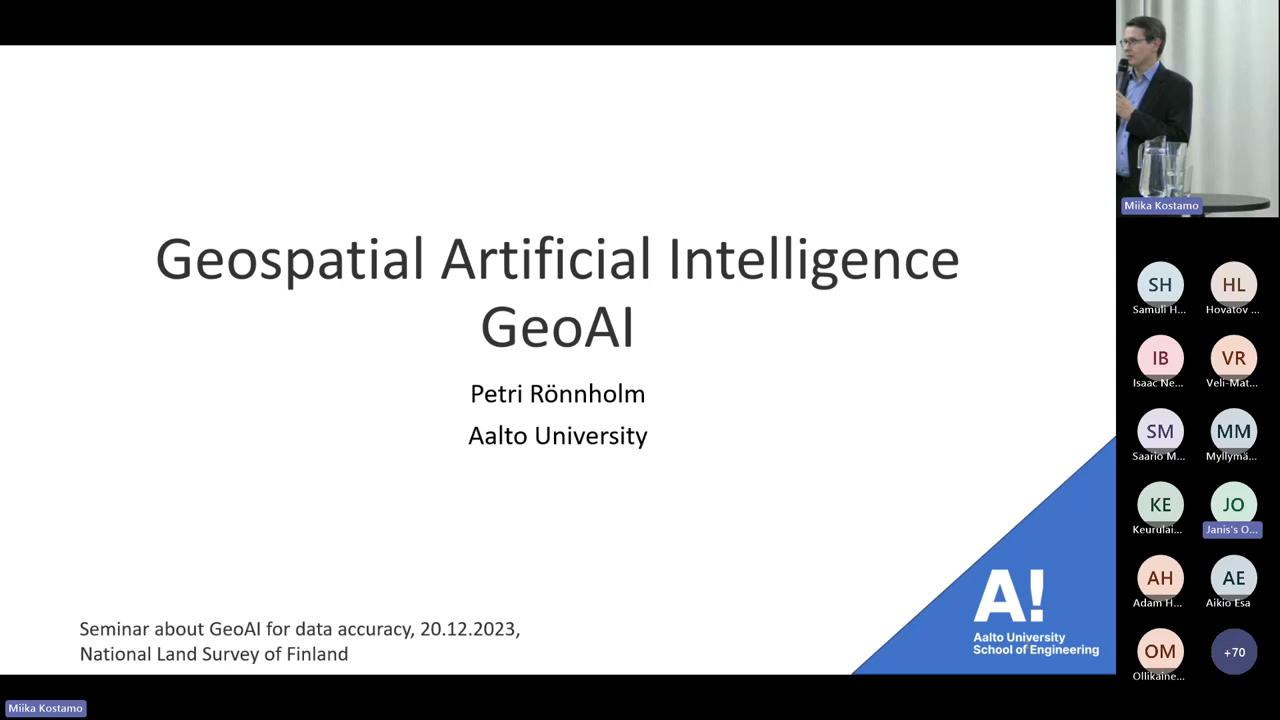 Geospatial Artificial Intelligence
GeoAI
Petri Rönnholm
Aalto University
Seminar about GeoAI for data accuracy, 20.12.2023,
National Land Survey of Finland
A!
Aalto University
School of Engineering
Miika Kostamo
Miika Kostamo
SH
Samuli H...
HL
Hovatov ...
IB
Isaac Ne...
VR
Veli-Mat...
SM
Saario M...
MM
Myllymä...
KE
Keurulai...
JO
Janis's O...
AH
Adam H...
AE
Aikio Esa
OM
Ollikaine...
+70